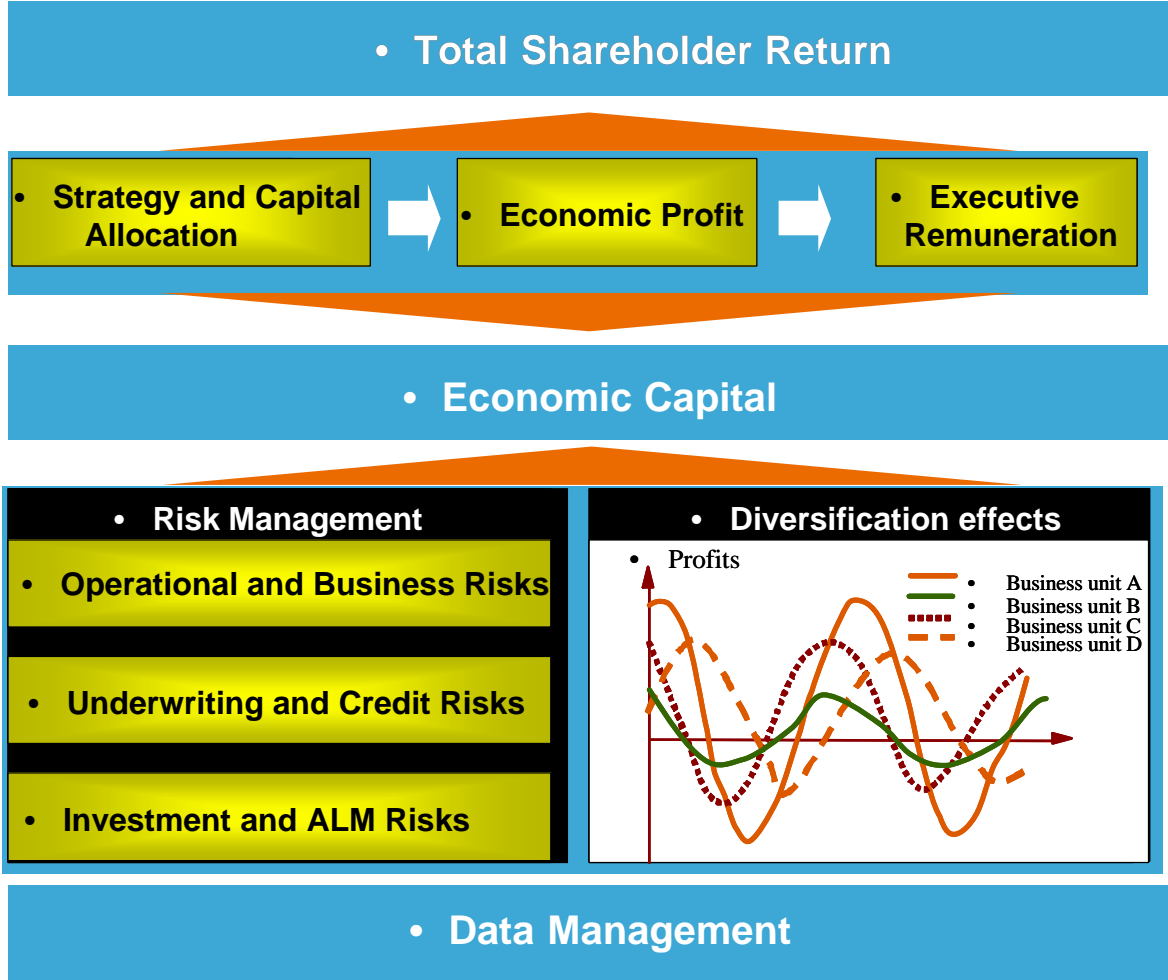 • Total Shareholder Return
• Strategy and Capital
Allocation
• Economic Profit
• Executive
Remuneration
• Economic Capital
• Risk Management
• Operational and Business Risks
• Underwriting and Credit Risks
• Investment and ALM Risks
• Diversification effects
• Profits
• Business unit A
• Business unit B
• Business unit C
• Business unit D
• Data Management